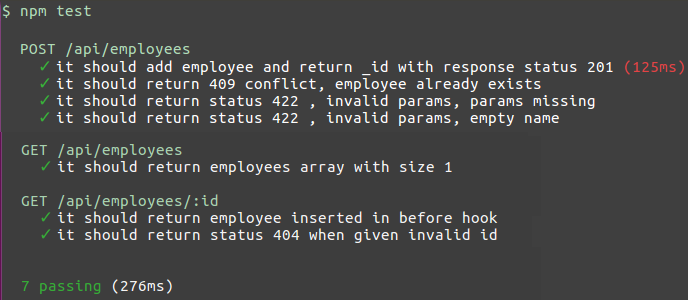 $ npm test
POST /api/employees
✓ it should add employee and return _id with response status 201 (125ms)
✓ it should return 409 conflict, employee already exists
✓ it should return status 422 , invalid params, params missing
✓ it should return status 422 , invalid params, empty name
GET /api/employees
✓ it should return employees array with size 1
GET /api/employees/:id
✓ it should return employee inserted in before hook
✓ it should return status 404 when given invalid id
7 passing (276ms)